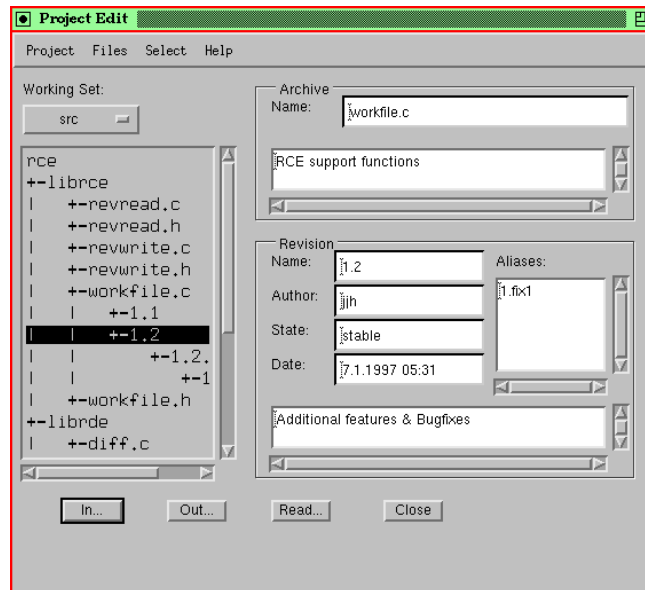 Project Edit
Project Files Select Help
Working Set:
src
rce
+-librce
| +-revread.c
| +-revread.h
| +-revwrite.c
| +-revwrite.h
| +-workfile.c
| | +-1.1
| | +-1.2
| | +-1.2.
| | +-1
| +-workfile.h
+-librde
| +-diff.c
Archive
Name: workfile.c
RCE support functions
Revision
Name: 1.2
Author: jjh
State: stable
Date: 7.1.1997 05:31
Aliases:
1.fix1
Additional features & Bugfixes
In... Out... Read... Close